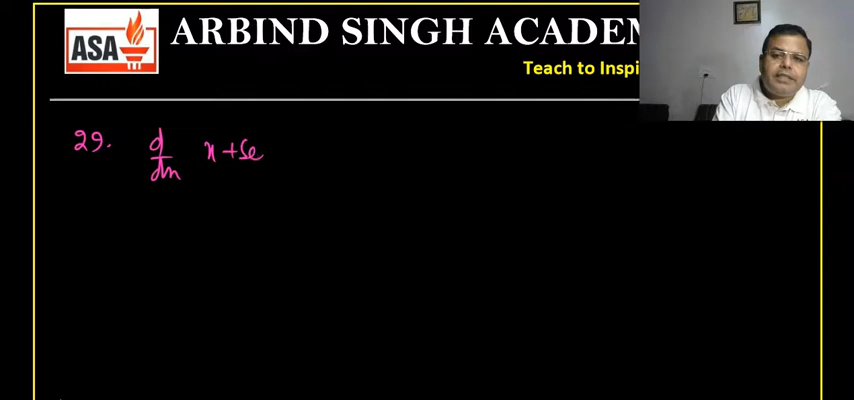 ASA
ARBIND SINGH ACADEM
Teach to Inspi
29. d/dx x + Se